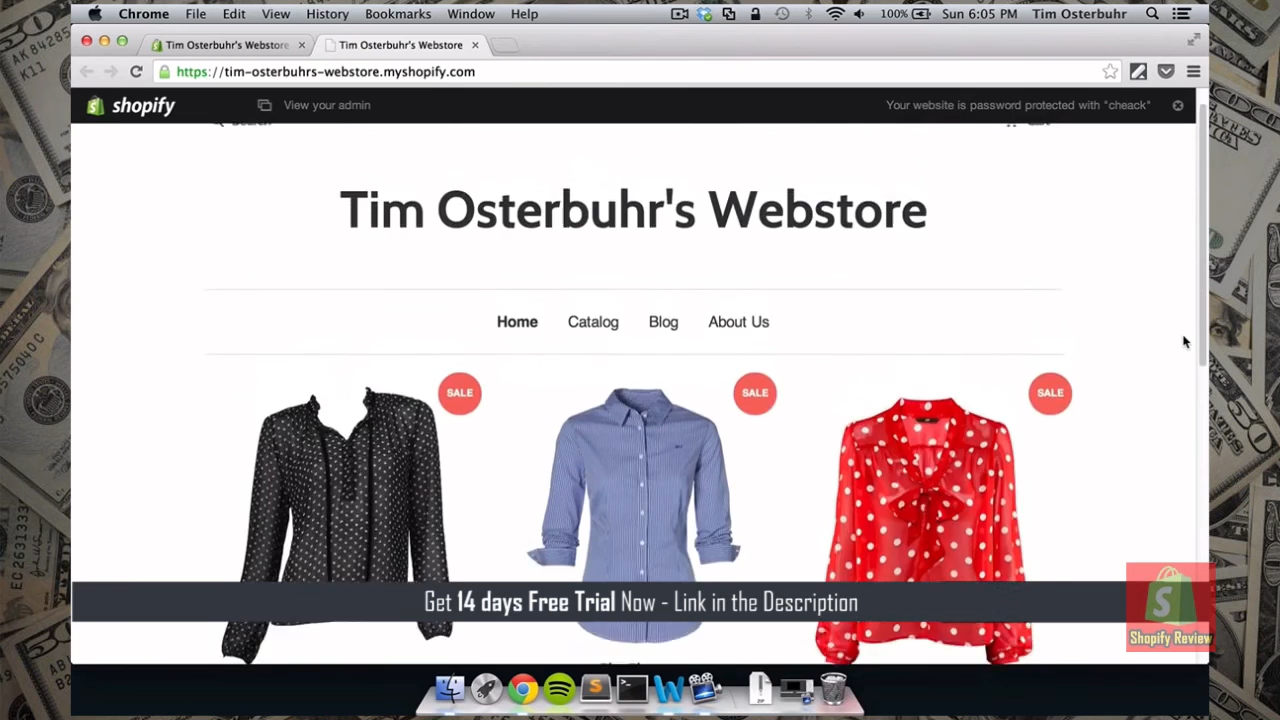 Chrome File Edit View History Bookmarks Window Help 100% Sun 6:05 PM Tim Osterbuhr
Tim Osterbuhr's Webstore Tim Osterbuhr's Webstore
https://tim-osterbuhrs-webstore.myshopify.com
shopify View your admin Your website is password protected with "cheack"
Tim Osterbuhr's Webstore
Home Catalog Blog About Us
SALE SALE SALE
Get 14 days Free Trial Now - Link in the Description
S
Shopify Review
ZIP